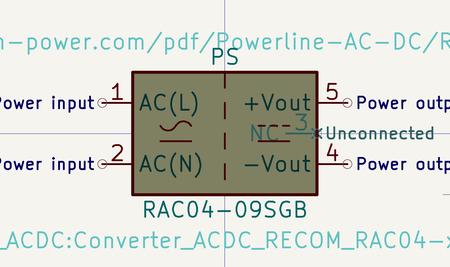 n-power.com/pdf/Powerline-AC-DC/R
PS
Power input 1 AC(L) +Vout 5 Power outp
NC 3 Unconnected
Power input 2 AC(N) -Vout 4 Power outp
RAC04-09SGB
_ACDC:Converter_ACDC_RECOM_RAC04-x